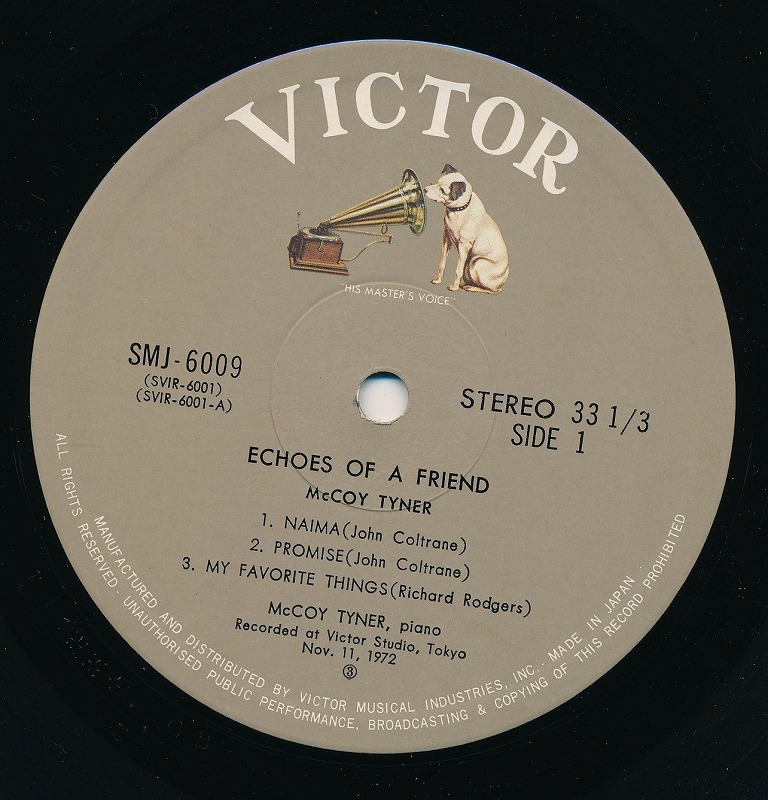 VICTOR
"HIS MASTER'S VOICE"
SMJ-6009
(SVIR-6001)
(SVIR-6001-A)
STEREO 33 1/3
SIDE 1
ECHOES OF A FRIEND
McCOY TYNER
1. NAIMA(John Coltrane)
2. PROMISE(John Coltrane)
3. MY FAVORITE THINGS(Richard Rodgers)
McCOY TYNER, piano
Recorded at Victor Studio, Tokyo
Nov. 11, 1972
③
MANUFACTURED AND DISTRIBUTED BY VICTOR MUSICAL INDUSTRIES, INC.· MADE IN JAPAN ·
ALL RIGHTS RESERVED· UNAUTHORISED PUBLIC PERFORMANCE, BROADCASTING & COPYING OF THIS RECORD PROHIBITED